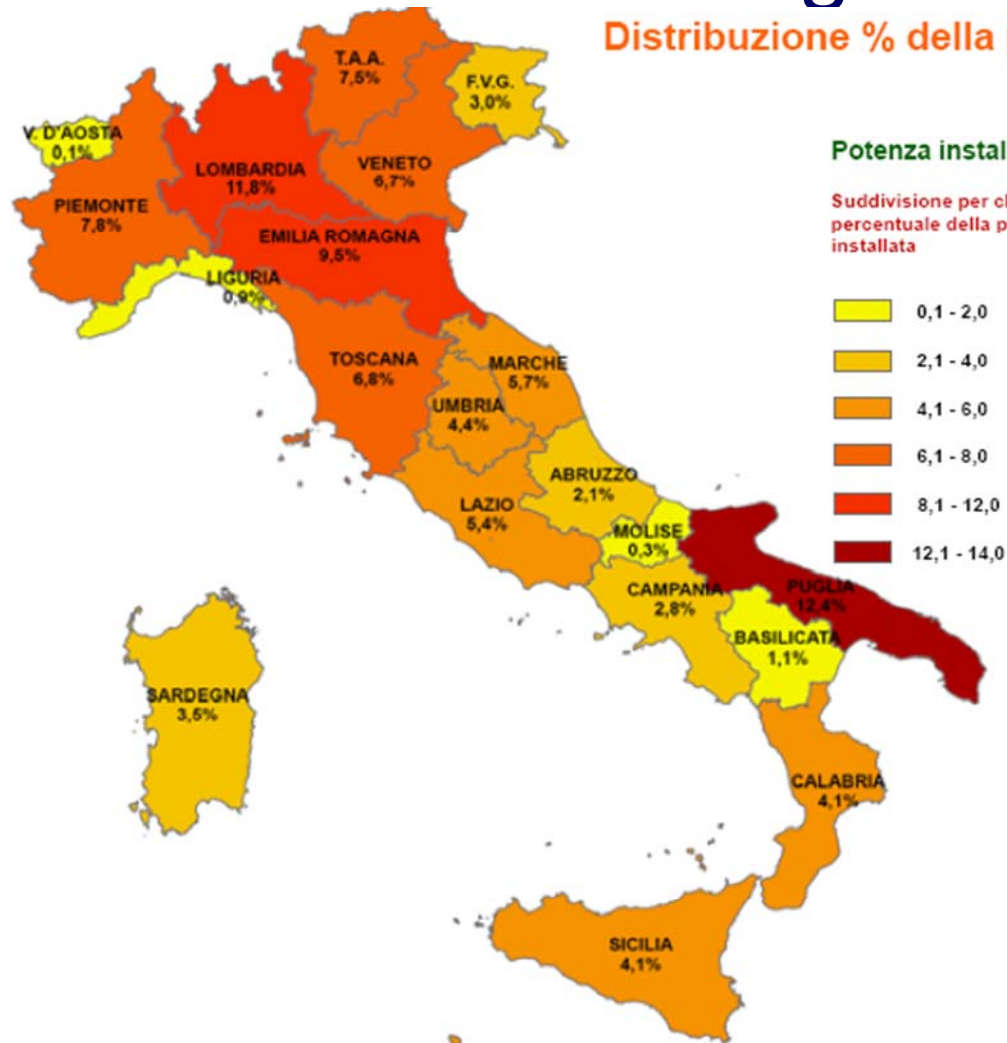 Distribuzione % della
T.A.A.
7,5%
F.V.G.
3,0%
V. D'AOSTA
0,1%
LOMBARDIA
11,8%
VENETO
6,7%
PIEMONTE
7,8%
EMILIA ROMAGNA
9,5%
LIGURIA
0,9%
TOSCANA
6,8%
MARCHE
5,7%
UMBRIA
4,4%
ABRUZZO
2,1%
LAZIO
5,4%
MOLISE
0,3%
CAMPANIA
2,8%
PUGLIA
12,4%
BASILICATA
1,1%
SARDEGNA
3,5%
CALABRIA
4,1%
SICILIA
4,1%
Potenza instal
Suddivisione per cl
percentuale della p
installata
0,1 - 2,0
2,1 - 4,0
4,1 - 6,0
6,1 - 8,0
8,1 - 12,0
12,1 - 14,0